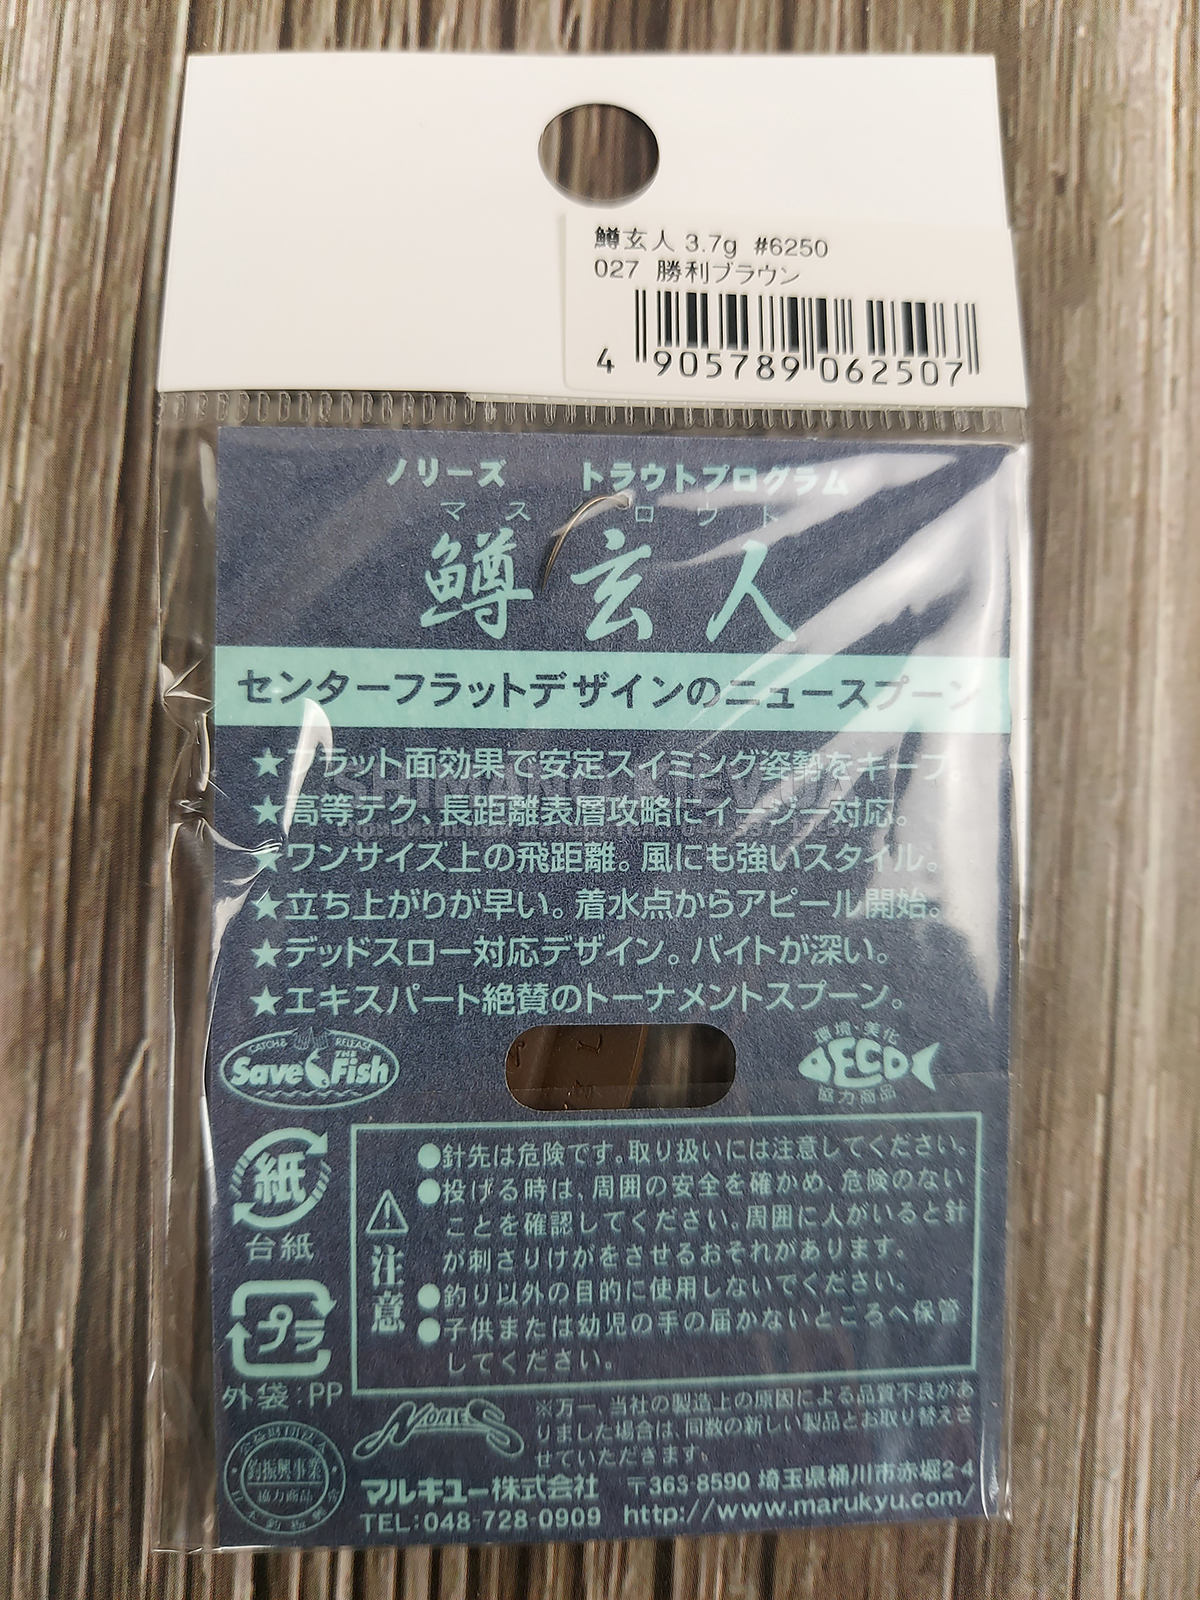 鱒玄人 3.7g #6250
027 勝利ブラウン
4 905789 062507
ノリーズ トラウトプログラム
マス ロウト
鱒玄人
センターフラットデザインのニュースプーン
★フラット面効果で安定スイミング姿勢をキープ。
SHIMANO.KIEV.UA
★高等テク、長距離表層攻略にイージー対応。
★ワンサイズ上の飛距離。風にも強いスタイル。
★立ち上がりが早い。着水点からアピール開始。
★デッドスロー対応デザイン。バイトが深い。
★エキスパート絶賛のトーナメントスプーン。
CATCH & RELEASE
Save THE Fish
環境・美化
ECO
協力商品
紙
台紙
プラ
外袋：PP
注意
●針先は危険です。取り扱いには注意してください。
●投げる時は、周囲の安全を確かめ、危険のない
ことを確認してください。周囲に人がいると針
が刺さりけがをさせるおそれがあります。
●釣り以外の目的に使用しないでください。
●子供または幼児の手の届かないところへ保管
してください。
釣振興事業
協力商品
NORIES
※万一、当社の製造上の原因による品質不良があ
りました場合は、同数の新しい製品とお取り替えさ
せていただきます。
マルキユー株式会社 〒363-8590 埼玉県桶川市赤堀2-4
TEL：048-728-0909 http://www.marukyu.com/